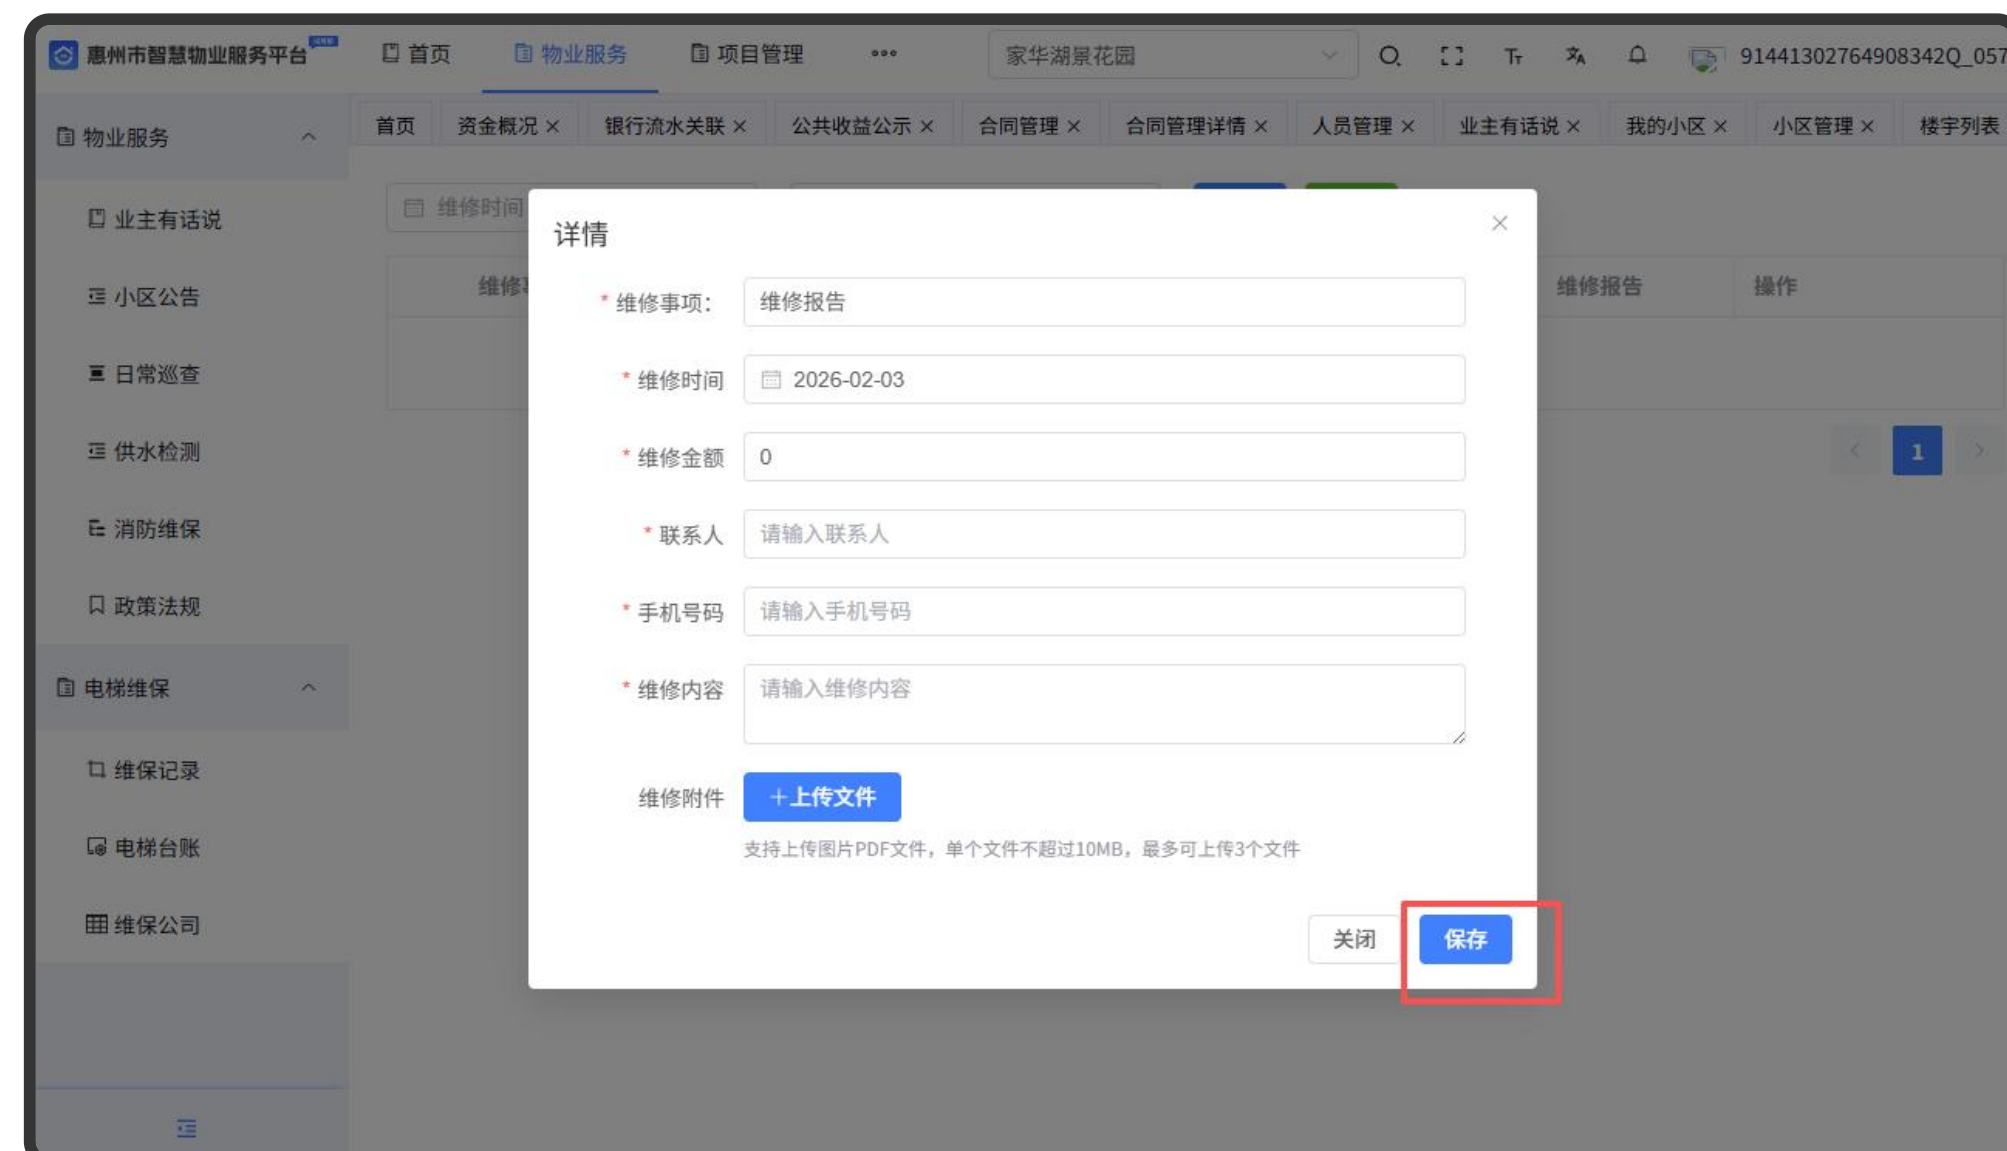 惠州市智慧物业服务平台
首页 物业服务 项目管理 家华湖景花园 91441302764908342Q_057
首页 资金概况 × 银行流水关联 × 公共收益公示 × 合同管理 × 合同管理详情 × 人员管理 × 业主有话说 × 我的小区 × 小区管理 × 楼宇列表
物业服务
业主有话说
小区公告
日常巡查
供水检测
消防维保
政策法规
电梯维保
维保记录
电梯台账
维保公司
维修时间
维修 维修报告 操作
1
详情 ×
* 维修事项： 维修报告
* 维修时间 2026-02-03
* 维修金额 0
* 联系人 请输入联系人
* 手机号码 请输入手机号码
* 维修内容 请输入维修内容
维修附件 +上传文件
支持上传图片PDF文件，单个文件不超过10MB，最多可上传3个文件
关闭 保存